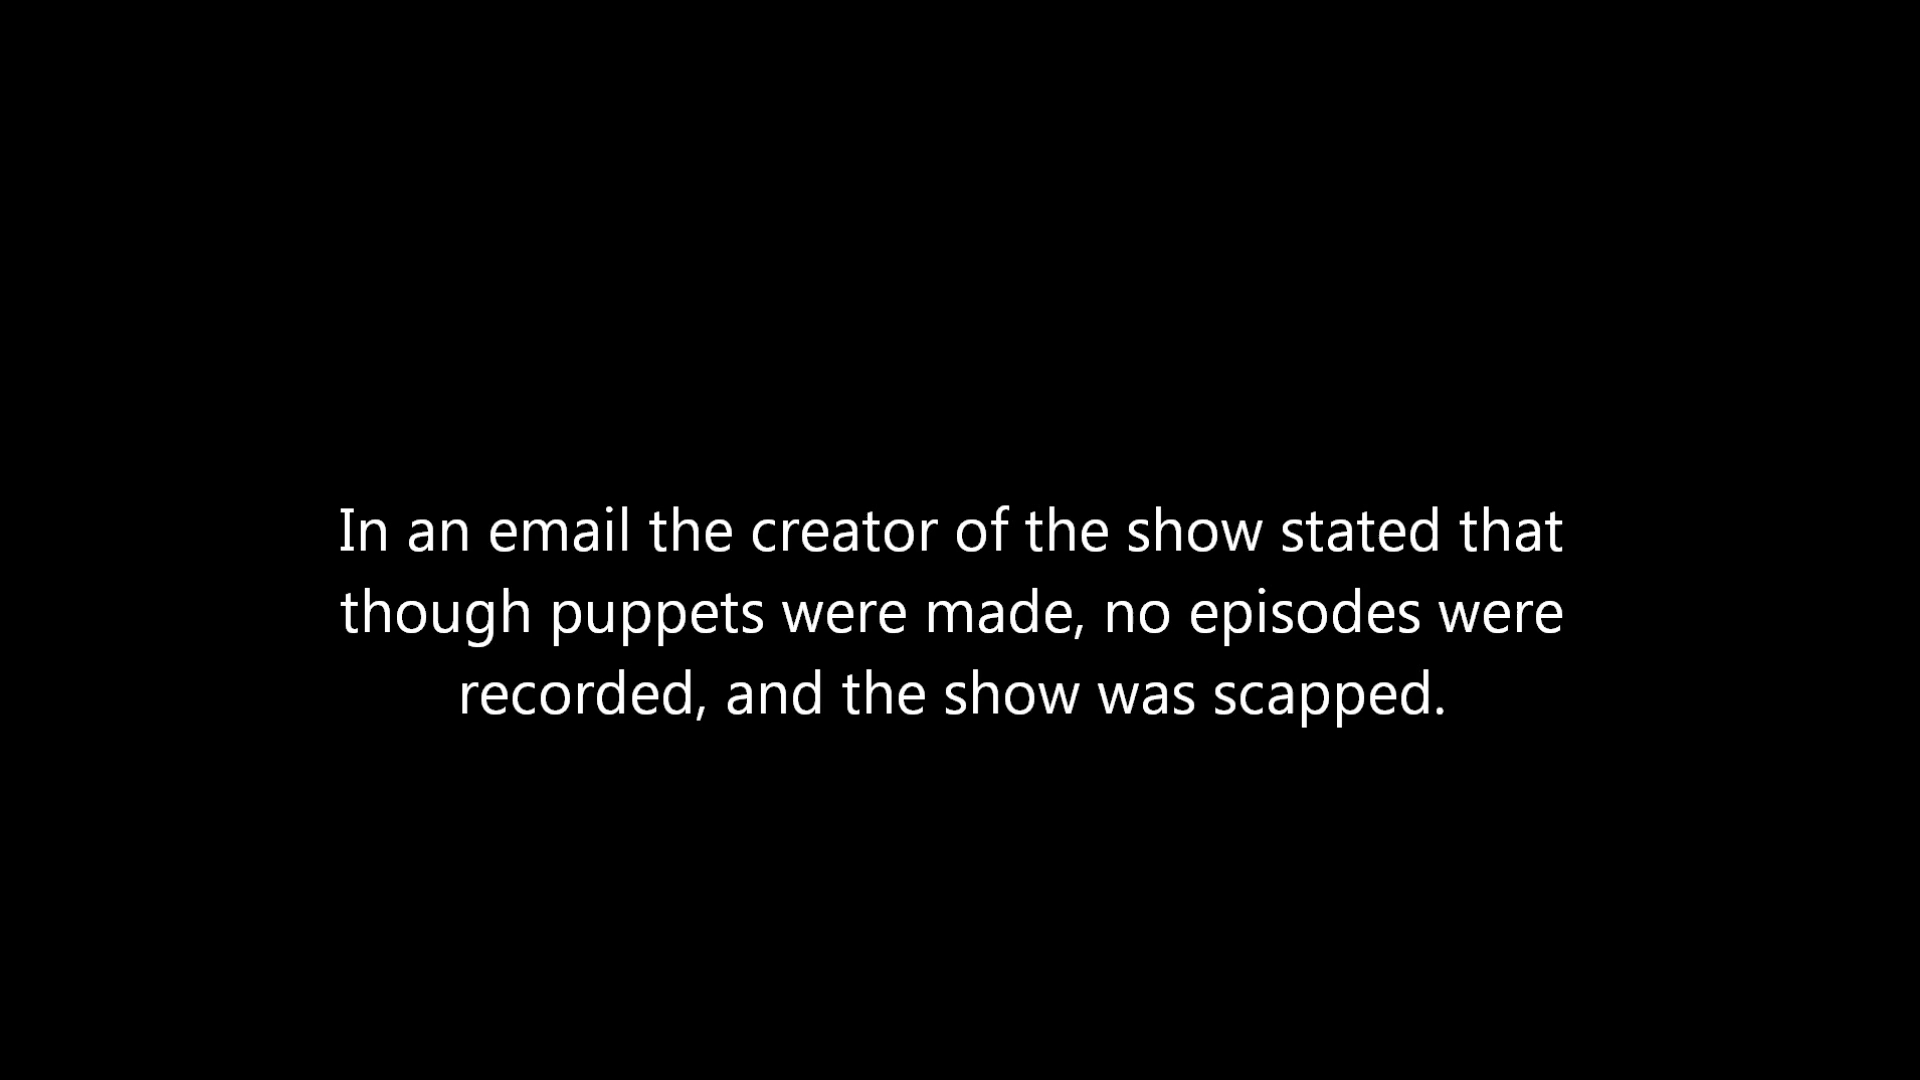 In an email the creator of the show stated that
though puppets were made, no episodes were
recorded, and the show was scapped.